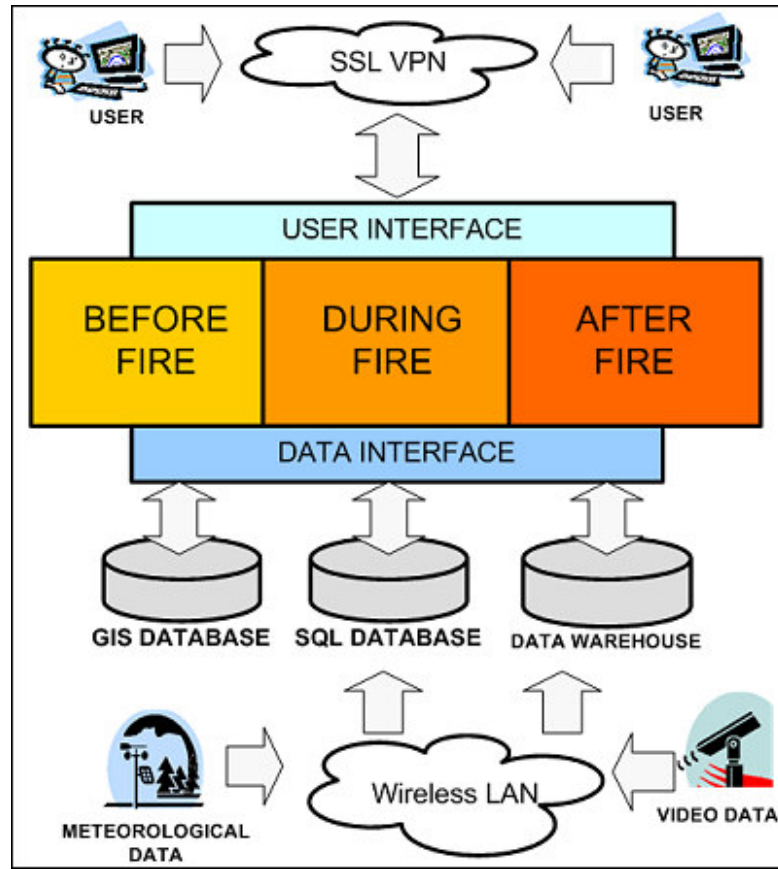 SSL VPN
USER
USER
USER INTERFACE
BEFORE
FIRE
DURING
FIRE
AFTER
FIRE
DATA INTERFACE
GIS DATABASE
SQL DATABASE
DATA WAREHOUSE
Wireless LAN
METEOROLOGICAL
DATA
VIDEO DATA